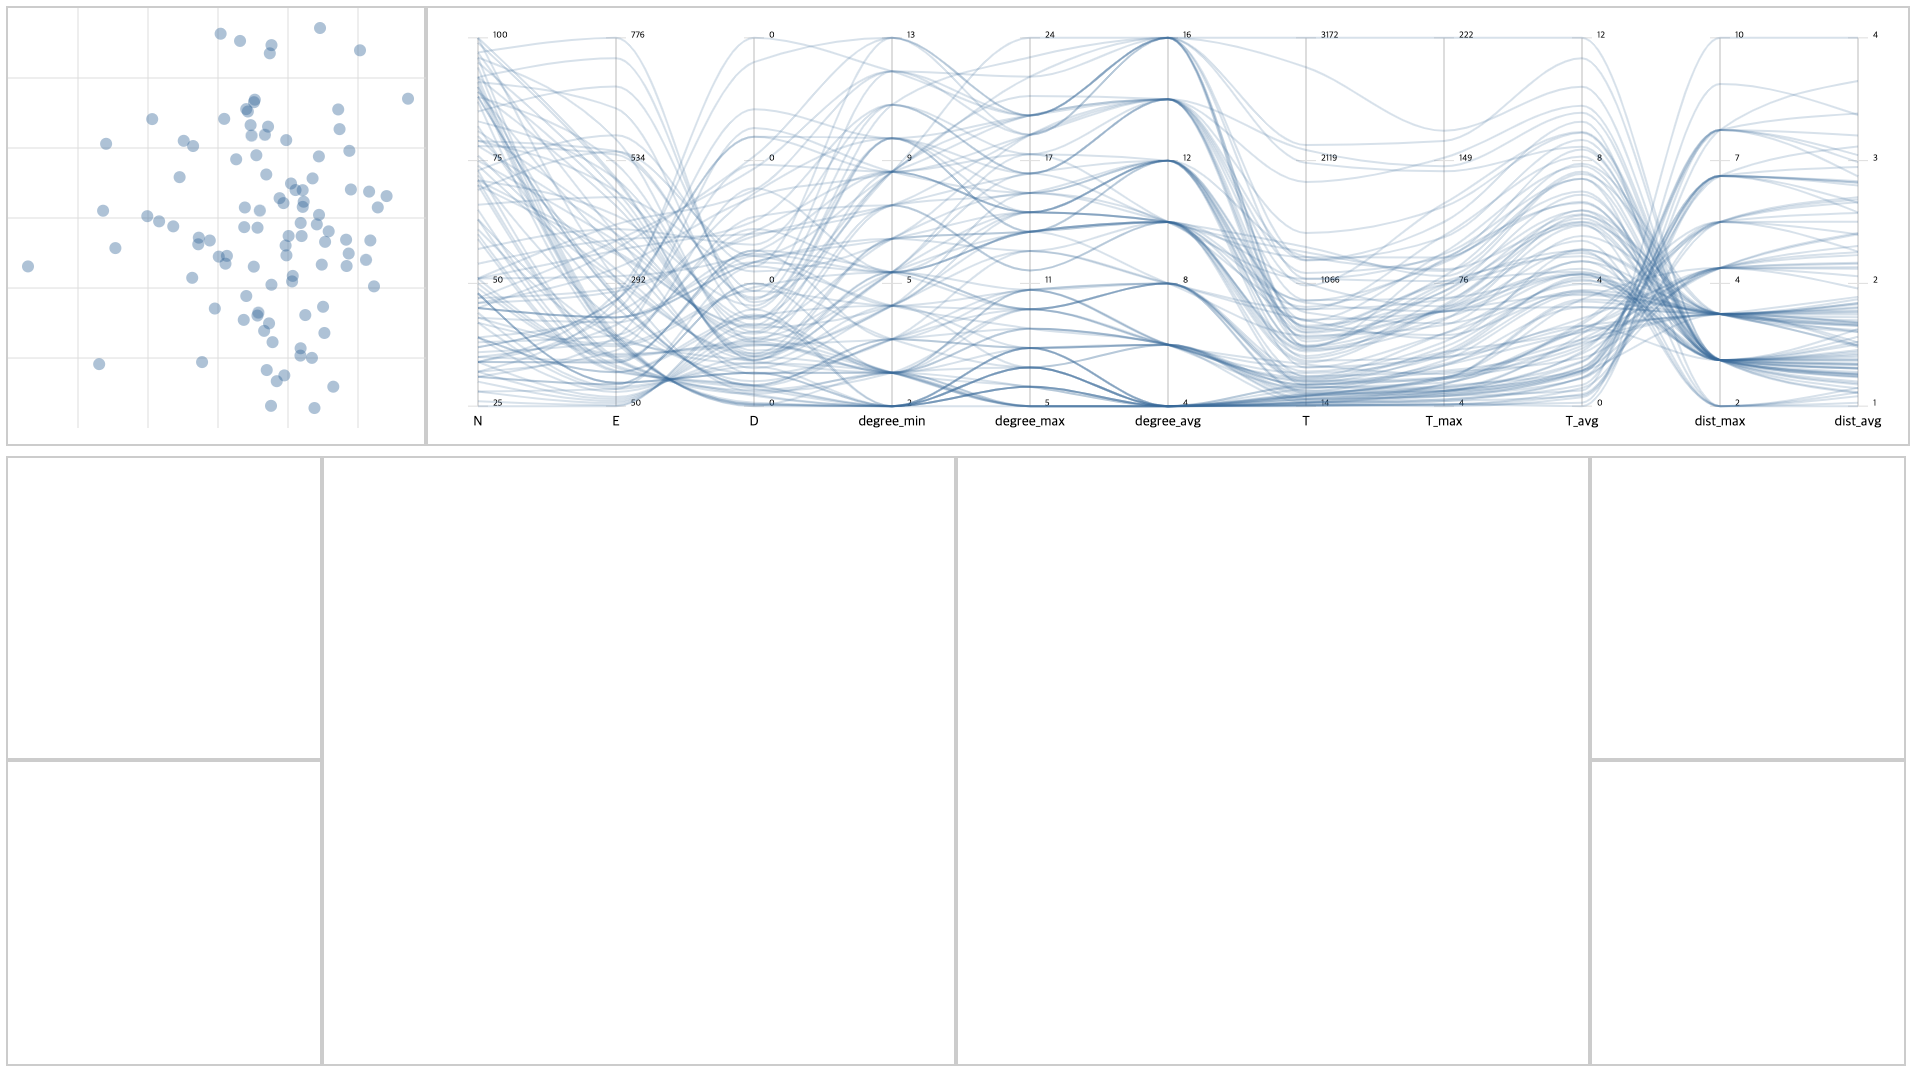 100 776 0 13 24 16 3172 222 12 10 4
75 534 0 9 17 12 2119 149 8 7 3
50 292 0 5 11 8 1066 76 4 4 2
25 50 0 2 5 4 14 4 0 2 1
N E D degree_min degree_max degree_avg T T_max T_avg dist_max dist_avg